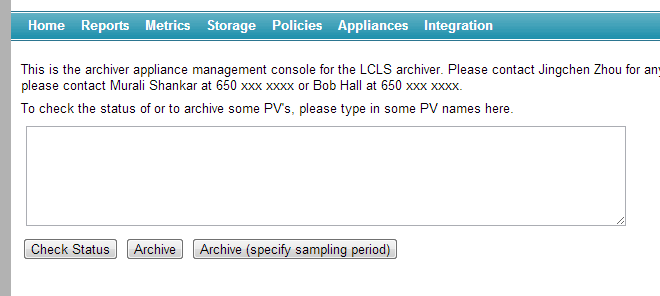 Home Reports Metrics Storage Policies Appliances Integration
This is the archiver appliance management console for the LCLS archiver. Please contact Jingchen Zhou for any
please contact Murali Shankar at 650 xxx xxxx or Bob Hall at 650 xxx xxxx.
To check the status of or to archive some PV's, please type in some PV names here.
Check Status Archive Archive (specify sampling period)